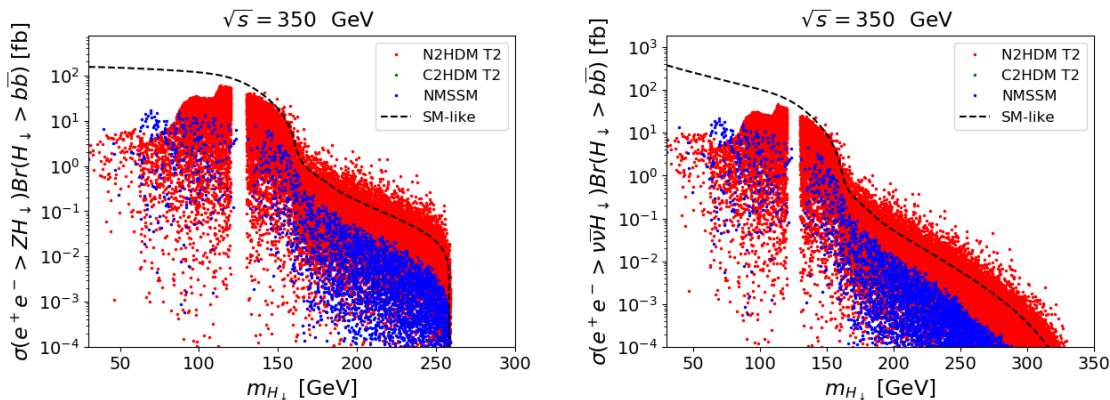 √s = 350 GeV
σ(e⁺e⁻ > ZH↓)Br(H↓ > bb̅) [fb]
10²
10¹
10⁰
10⁻¹
10⁻²
10⁻³
10⁻⁴
N2HDM T2
C2HDM T2
NMSSM
SM-like
50 100 150 200 250 300
m_H↓ [GeV]
√s = 350 GeV
σ(e⁺e⁻ > νν̅H↓)Br(H↓ > bb̅) [fb]
10³
10²
10¹
10⁰
10⁻¹
10⁻²
10⁻³
10⁻⁴
N2HDM T2
C2HDM T2
NMSSM
SM-like
50 100 150 200 250 300 350
m_H↓ [GeV]